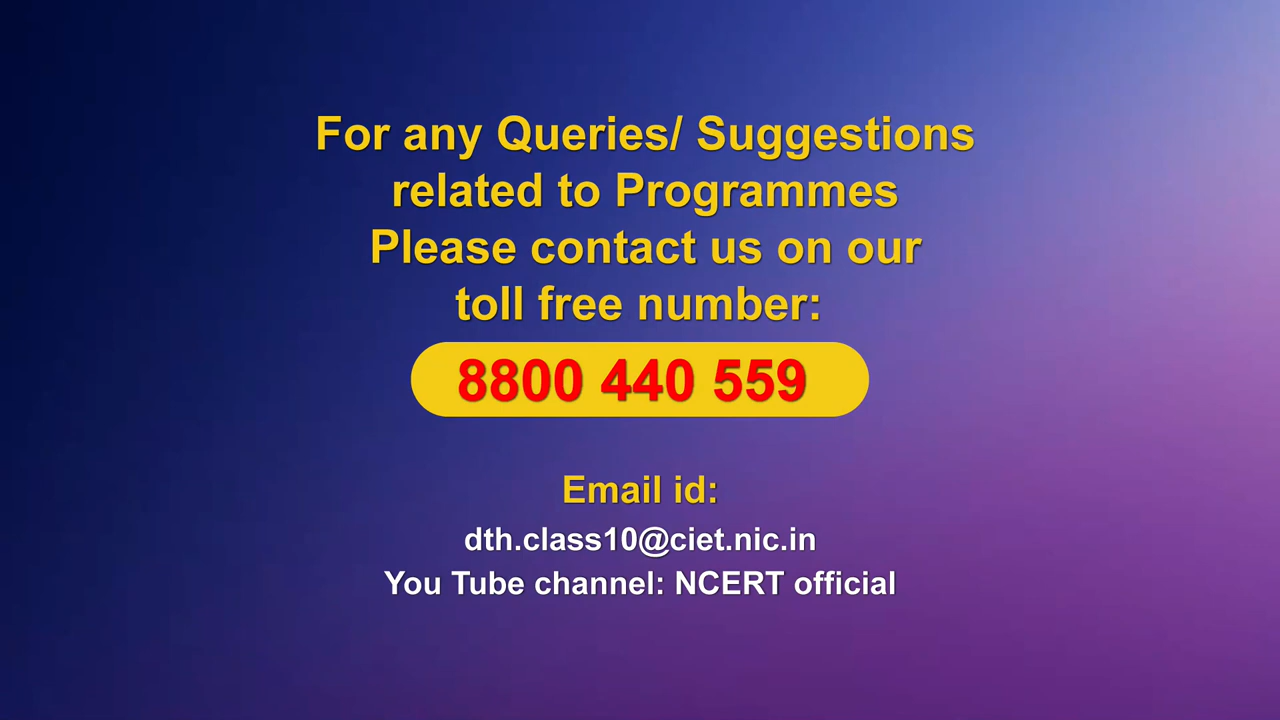 For any Queries/ Suggestions
related to Programmes
Please contact us on our
toll free number:
8800 440 559
Email id:
dth.class10@ciet.nic.in
You Tube channel: NCERT official